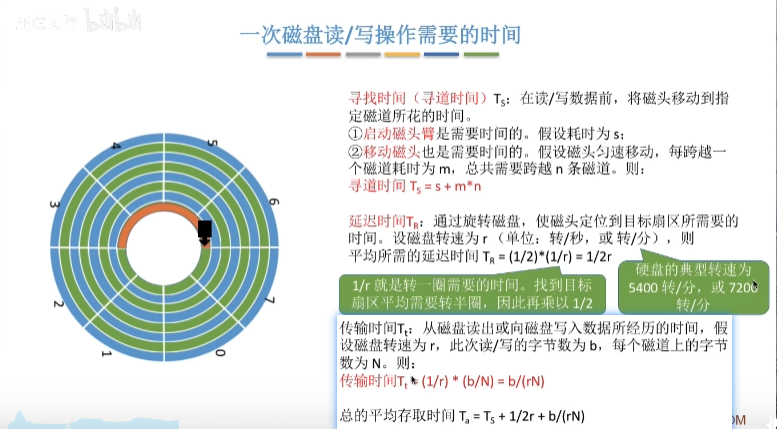 一次磁盘读/写操作需要的时间
寻找时间（寻道时间）TS：在读/写数据前，将磁头移动到指
定磁道所花的时间。
①启动磁头臂是需要时间的。假设耗时为 s；
②移动磁头也是需要时间的。假设磁头匀速移动，每跨越一
个磁道耗时为 m，总共需要跨越 n 条磁道。则：
寻道时间 TS = s + m*n
延迟时间TR：通过旋转磁盘，使磁头定位到目标扇区所需要的
时间。设磁盘转速为 r （单位：转/秒，或 转/分），则
平均所需的延迟时间 TR = (1/2)*(1/r) = 1/2r
1/r 就是转一圈需要的时间。找到目标
扇区平均需要转半圈，因此再乘以 1/2
硬盘的典型转速为
5400 转/分，或 7200
转/分
传输时间Tt：从磁盘读出或向磁盘写入数据所经历的时间，假
设磁盘转速为 r，此次读/写的字节数为 b，每个磁道上的字节
数为 N。则：
传输时间Tt = (1/r) * (b/N) = b/(rN)
总的平均存取时间 Ta = TS + 1/2r + b/(rN)
4
5
3
6
2
7
1
0
bilibili
OM